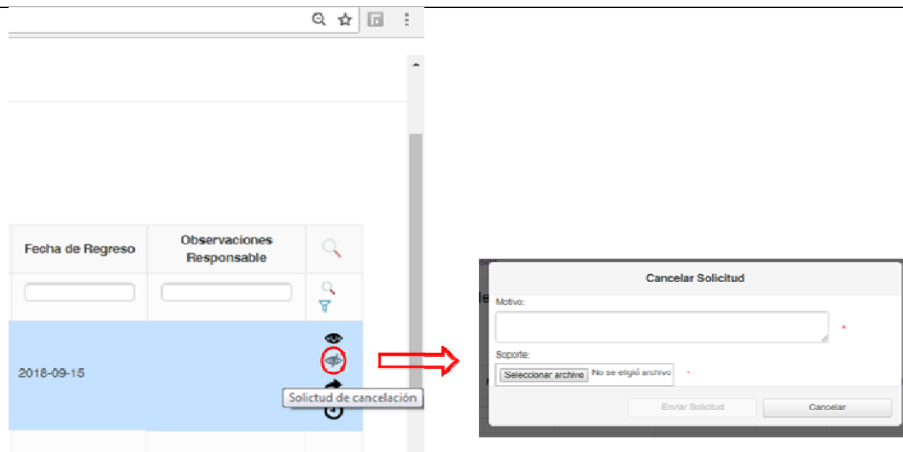 Fecha de Regreso
Observaciones
Responsable
2018-09-15
Solictud de cancelación
Cancelar Solicitud
Motivo:
*
Soporte:
Seleccionar archivo No se eligió archivo
*
Enviar Solicitud
Cancelar